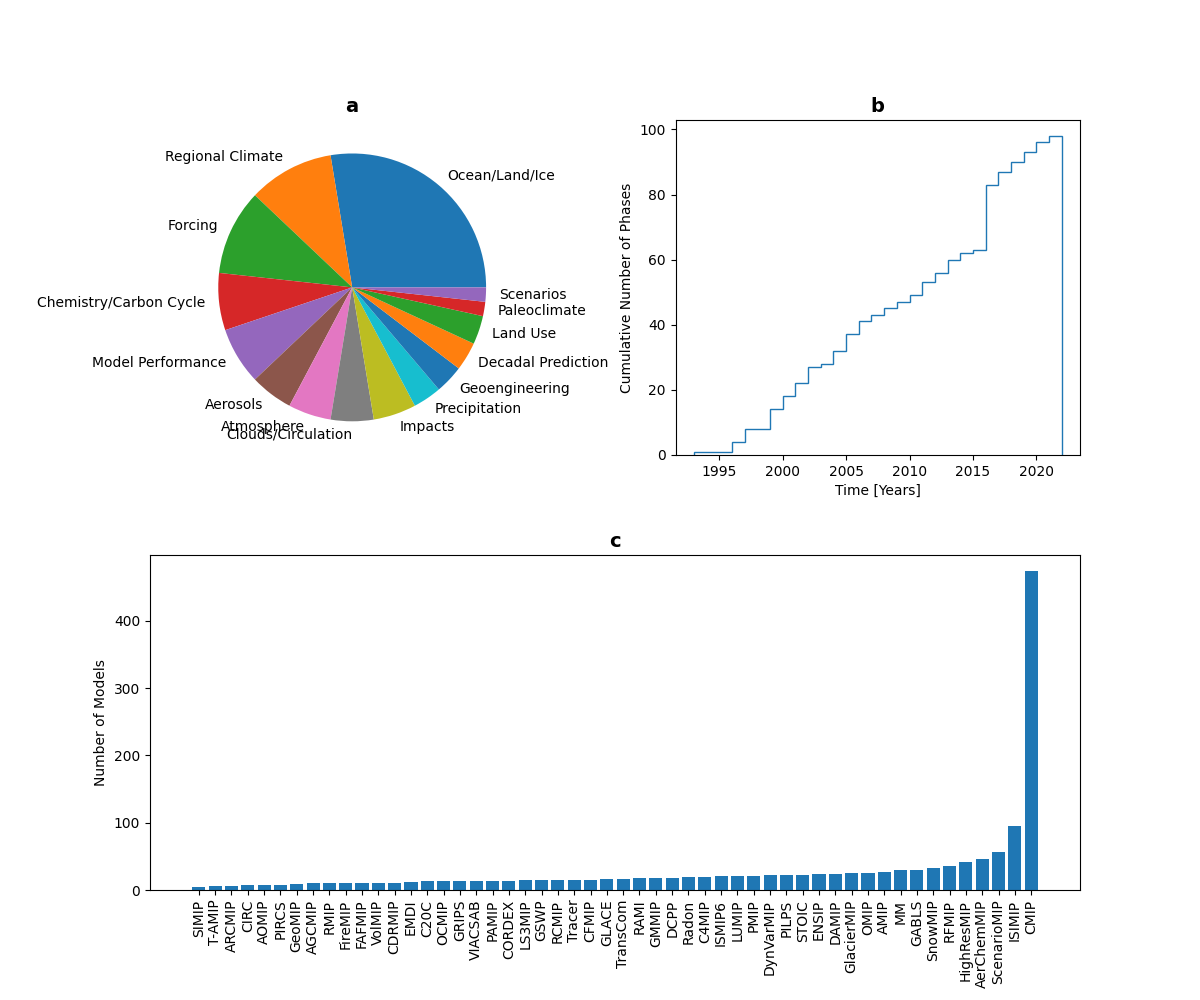 a
Ocean/Land/Ice
Regional Climate
Forcing
Chemistry/Carbon Cycle
Model Performance
Aerosols
Atmosphere
Clouds/Circulation
Impacts
Precipitation
Geoengineering
Decadal Prediction
Land Use
Paleoclimate
Scenarios
b
Cumulative Number of Phases
100
80
60
40
20
0
1995 2000 2005 2010 2015 2020
Time [Years]
c
Number of Models
400
300
200
100
0
SIMIP
T-AMIP
ARCMIP
CIRC
AOMIP
PIRCS
GeoMIP
AGCMIP
RMIP
FireMIP
FAFMIP
VolMIP
CDRMIP
EMDI
C20C
OCMIP
GRIPS
VIACSAB
PAMIP
CORDEX
LS3MIP
GSWP
RCMIP
Tracer
CFMIP
GLACE
TransCom
RAMI
GMMIP
DCPP
Radon
C4MIP
ISMIP6
LUMIP
PMIP
DynVarMIP
PILPS
STOIC
ENSIP
DAMIP
GlacierMIP
OMIP
AMIP
MM
GABLS
SnowMIP
RFMIP
HighResMIP
AerChemMIP
ScenarioMIP
ISIMIP
CMIP